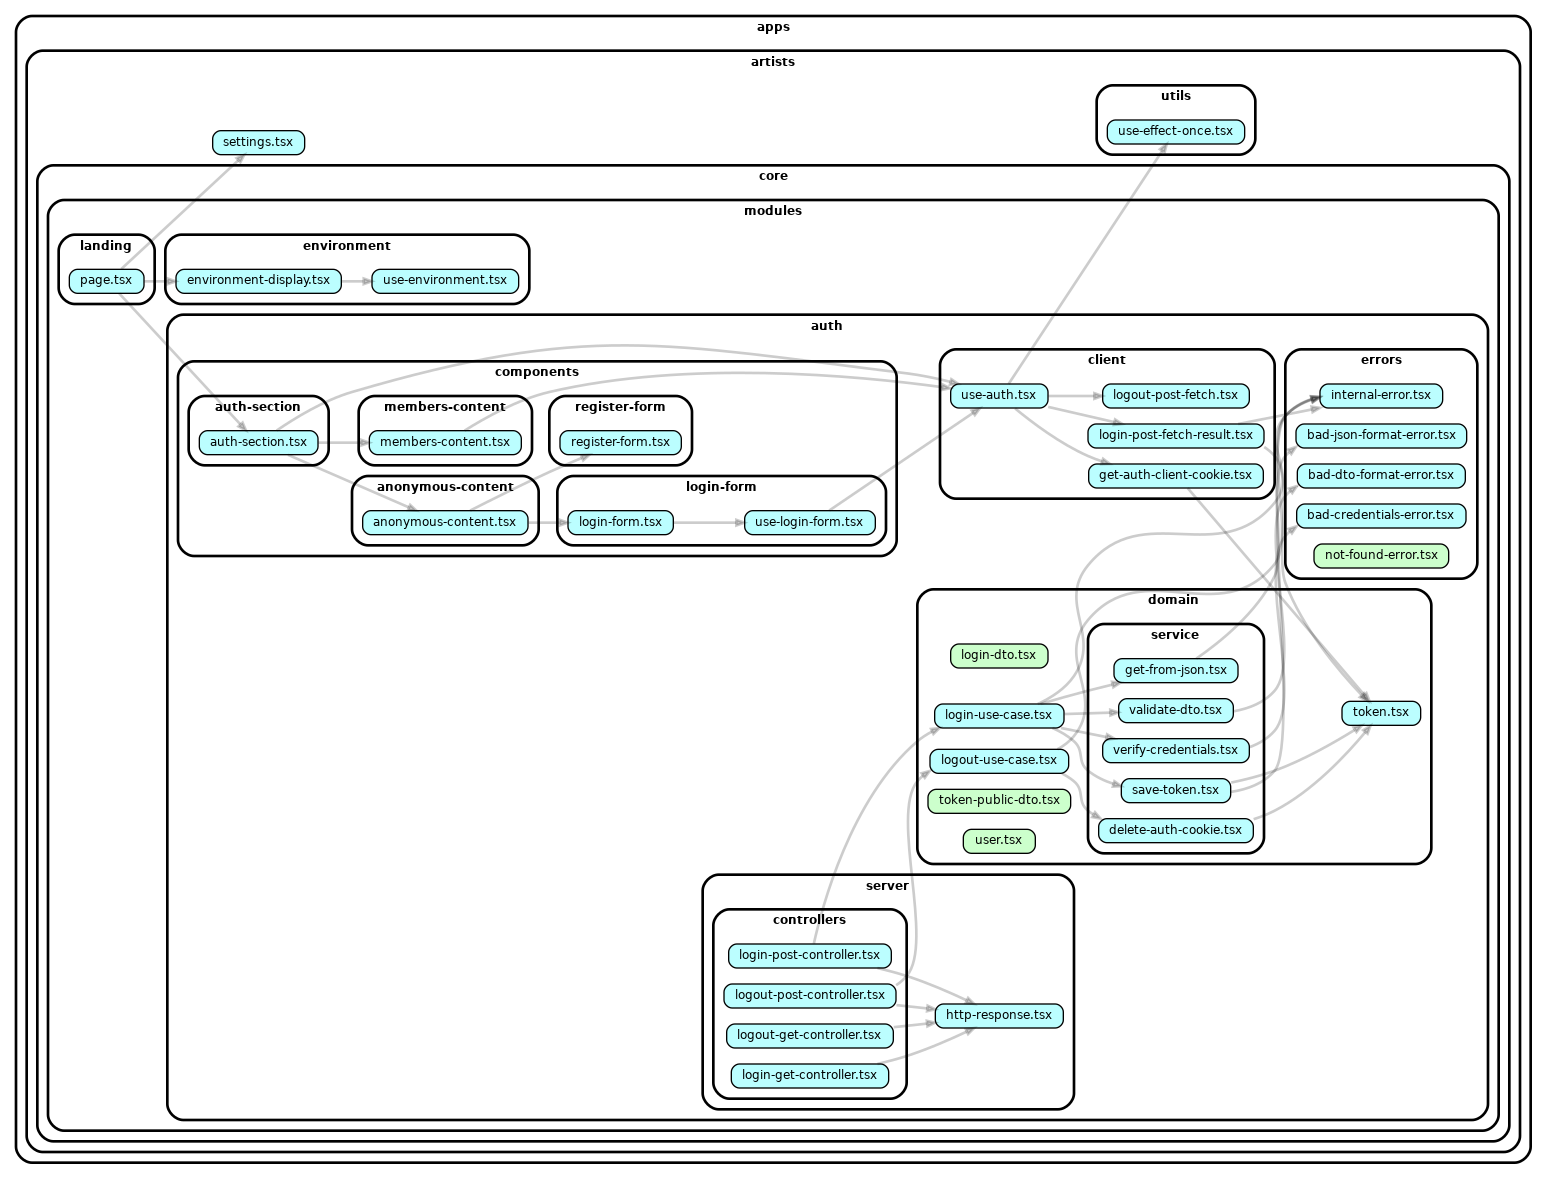 apps
artists
utils
use-effect-once.tsx
settings.tsx
core
modules
landing
page.tsx
environment
environment-display.tsx
use-environment.tsx
auth
components
auth-section
auth-section.tsx
members-content
members-content.tsx
register-form
register-form.tsx
anonymous-content
anonymous-content.tsx
login-form
login-form.tsx
use-login-form.tsx
client
use-auth.tsx
logout-post-fetch.tsx
login-post-fetch-result.tsx
get-auth-client-cookie.tsx
errors
internal-error.tsx
bad-json-format-error.tsx
bad-dto-format-error.tsx
bad-credentials-error.tsx
not-found-error.tsx
domain
login-dto.tsx
login-use-case.tsx
logout-use-case.tsx
token-public-dto.tsx
user.tsx
service
get-from-json.tsx
validate-dto.tsx
verify-credentials.tsx
save-token.tsx
delete-auth-cookie.tsx
token.tsx
server
controllers
login-post-controller.tsx
logout-post-controller.tsx
logout-get-controller.tsx
login-get-controller.tsx
http-response.tsx